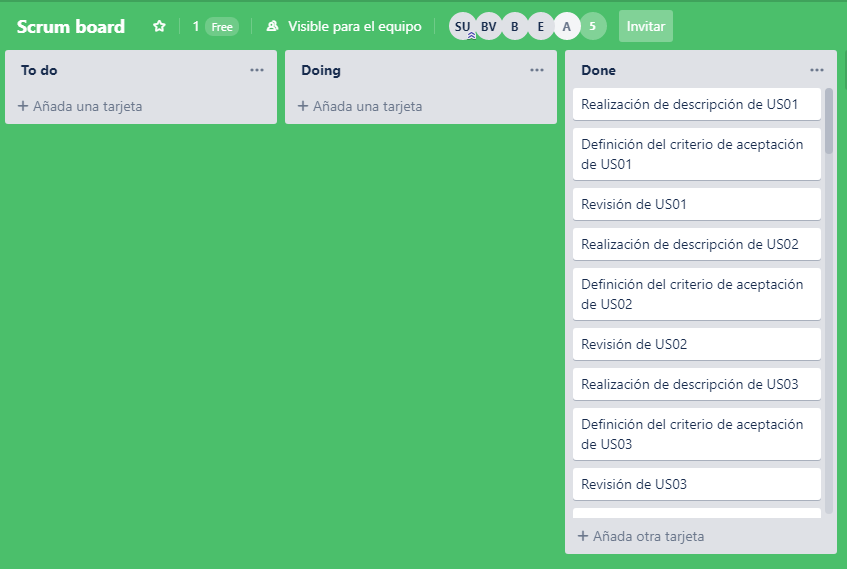 Scrum board
1 Free
Visible para el equipo
SU BV B E A 5
Invitar
To do
+ Añada una tarjeta
Doing
+ Añada una tarjeta
Done
Realización de descripción de US01
Definición del criterio de aceptación
de US01
Revisión de US01
Realización de descripción de US02
Definición del criterio de aceptación
de US02
Revisión de US02
Realización de descripción de US03
Definición del criterio de aceptación
de US03
Revisión de US03
+ Añada otra tarjeta